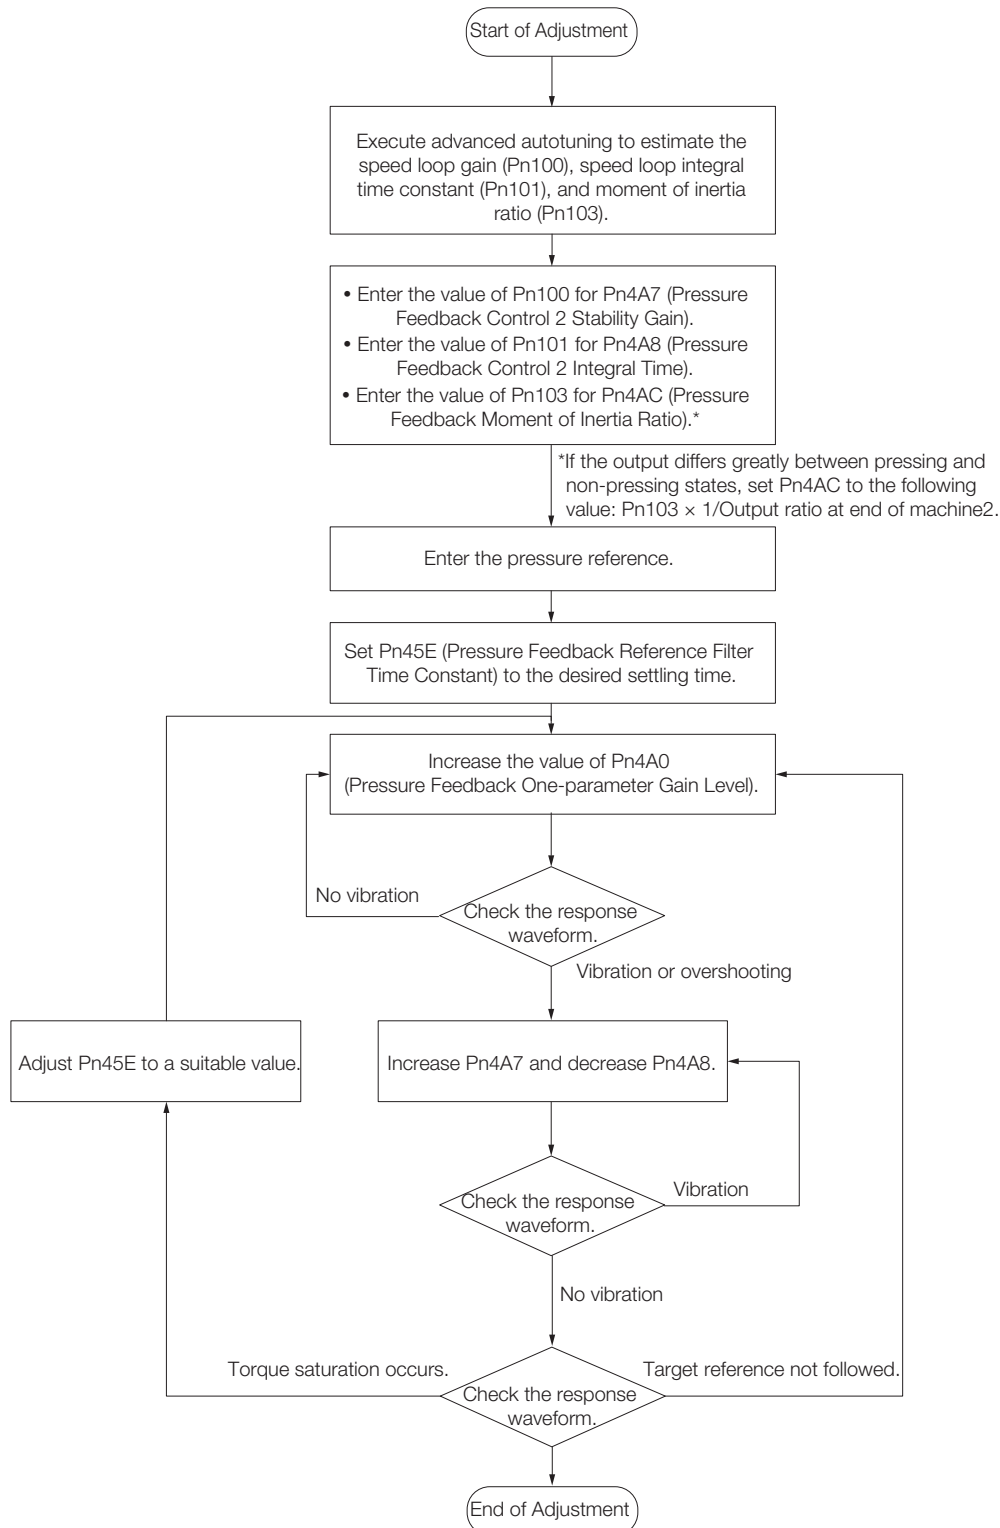 Start of Adjustment
Execute advanced autotuning to estimate the
speed loop gain (Pn100), speed loop integral
time constant (Pn101), and moment of inertia
ratio (Pn103).
• Enter the value of Pn100 for Pn4A7 (Pressure
Feedback Control 2 Stability Gain).
• Enter the value of Pn101 for Pn4A8 (Pressure
Feedback Control 2 Integral Time).
• Enter the value of Pn103 for Pn4AC (Pressure
Feedback Moment of Inertia Ratio).*
*If the output differs greatly between pressing and
non-pressing states, set Pn4AC to the following
value: Pn103 × 1/Output ratio at end of machine2.
Enter the pressure reference.
Set Pn45E (Pressure Feedback Reference Filter
Time Constant) to the desired settling time.
Increase the value of Pn4A0
(Pressure Feedback One-parameter Gain Level).
No vibration
Check the response
waveform.
Vibration or overshooting
Adjust Pn45E to a suitable value.
Increase Pn4A7 and decrease Pn4A8.
Check the response
waveform.
Vibration
No vibration
Torque saturation occurs.
Target reference not followed.
Check the response
waveform.
End of Adjustment